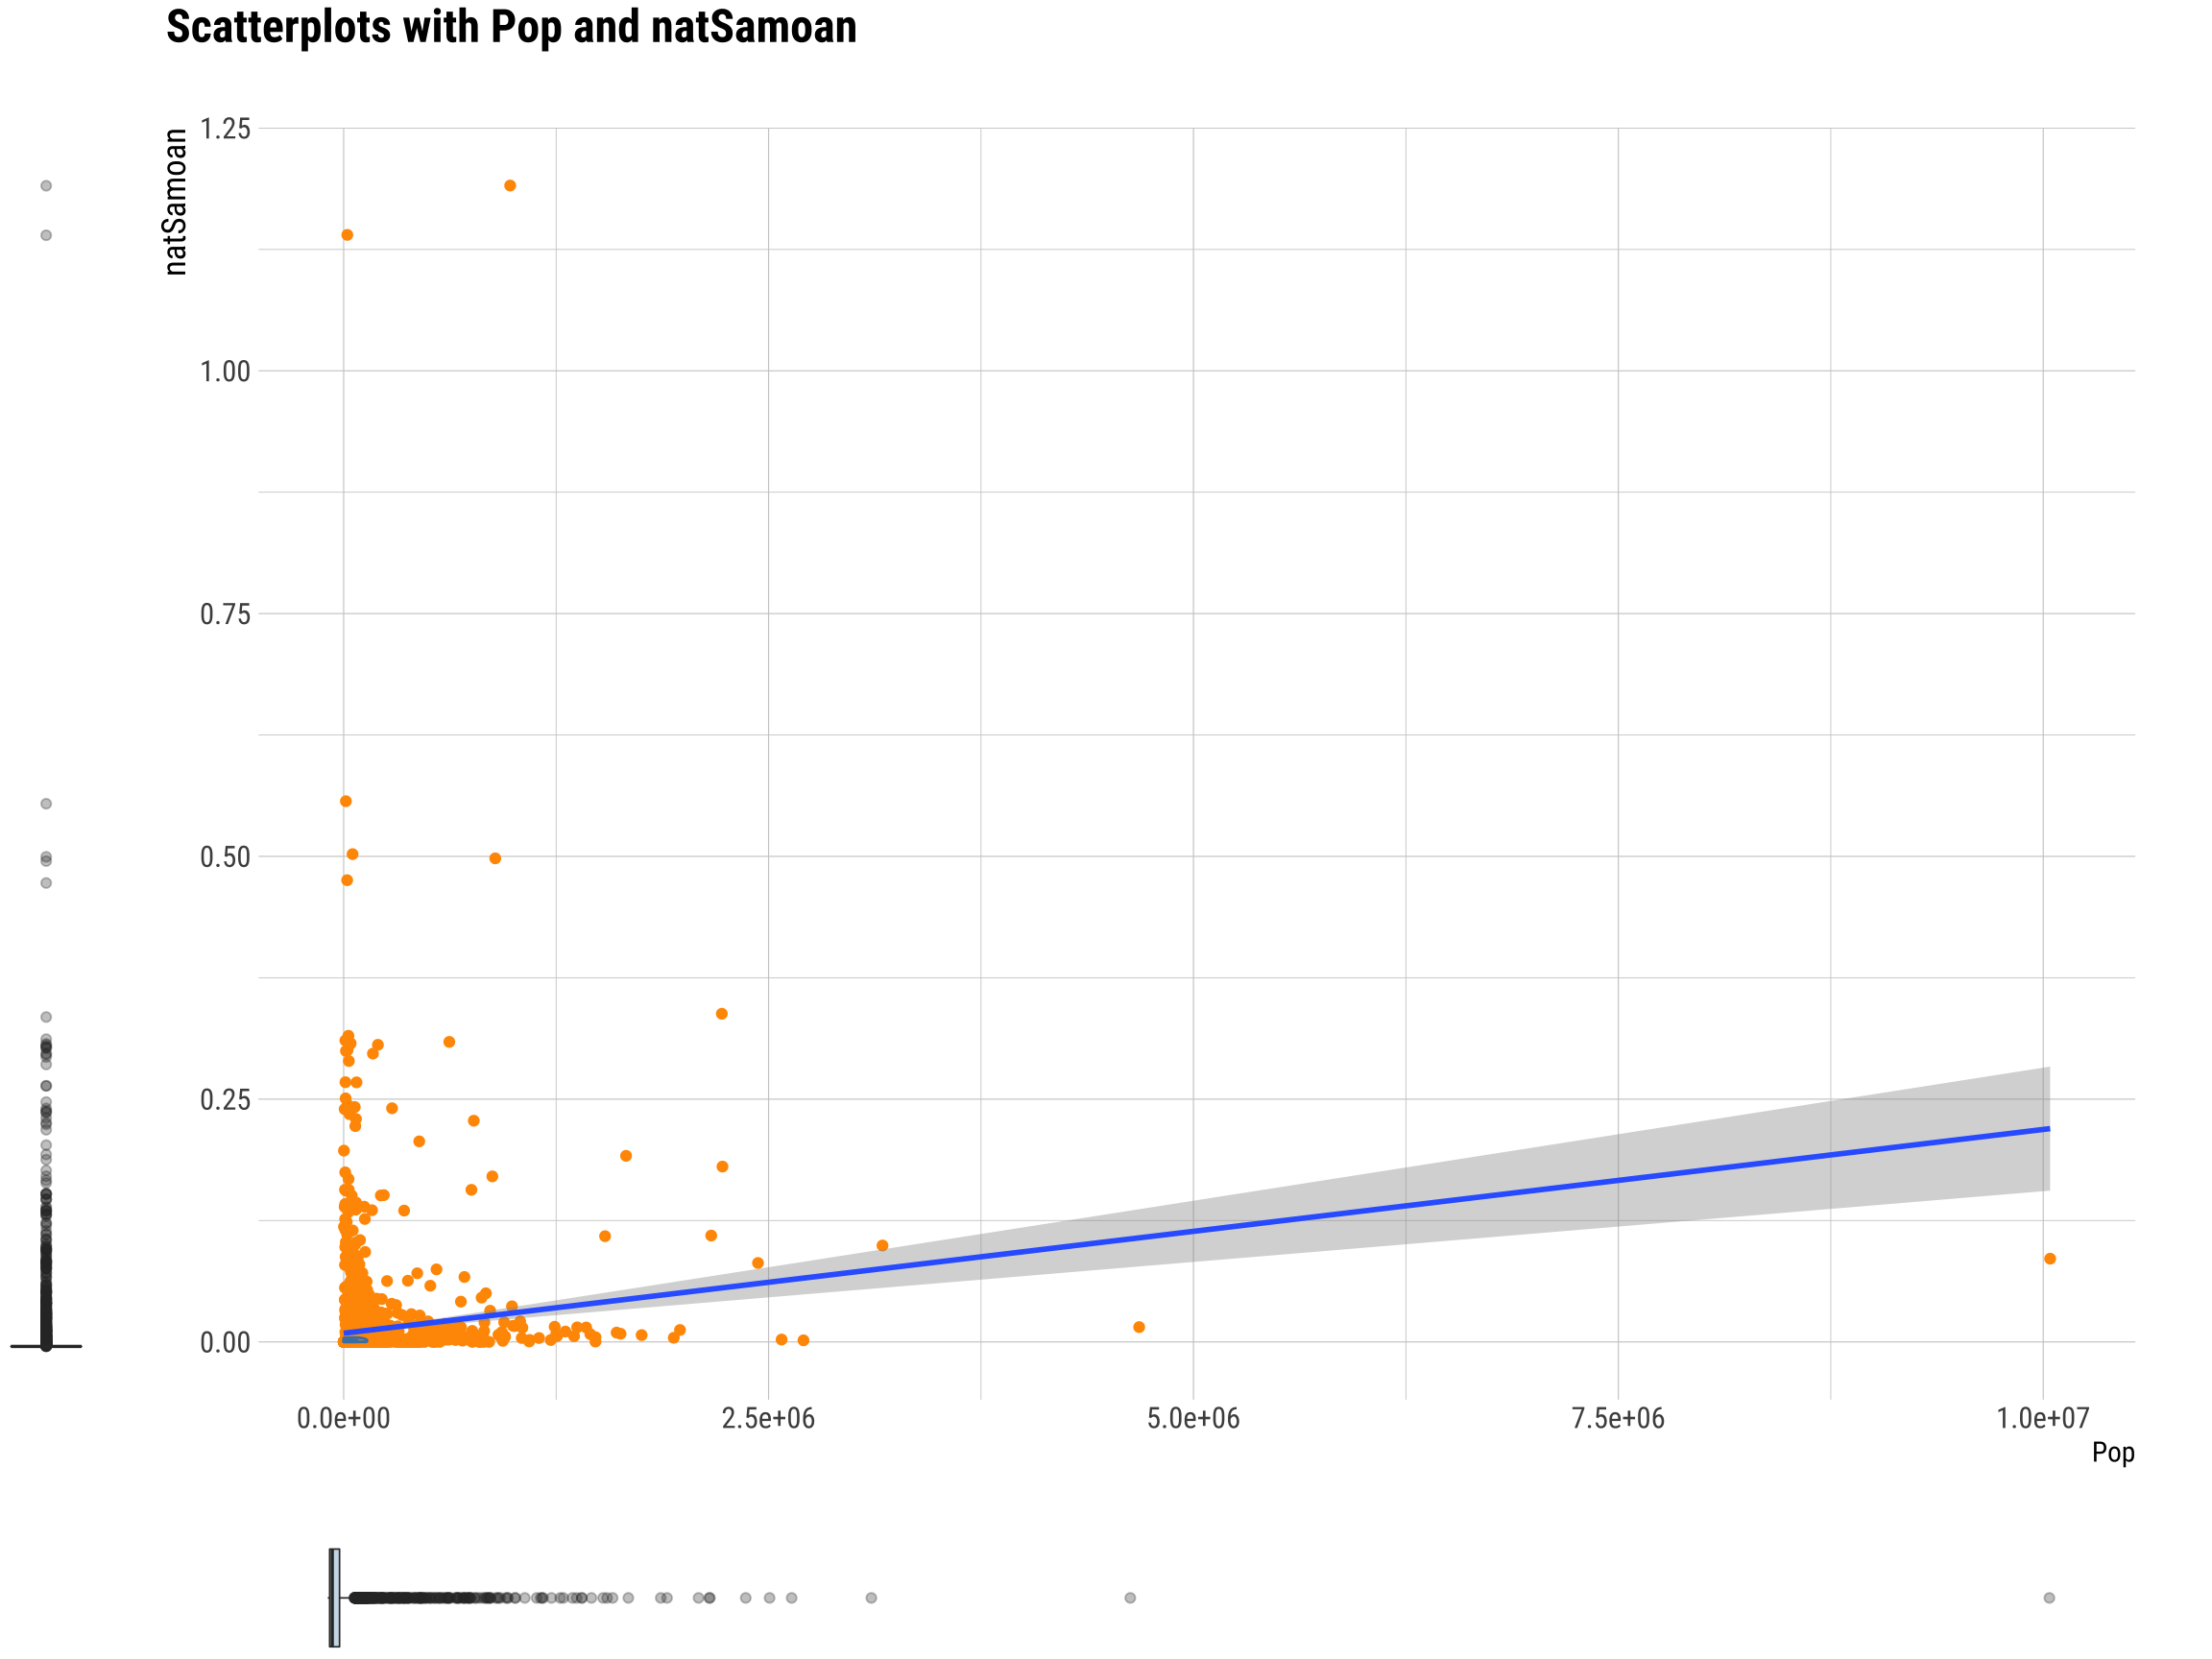 Scatterplots with Pop and natSamoan
natSamoan
1.25
1.00
0.75
0.50
0.25
0.00
0.0e+00
2.5e+06
5.0e+06
7.5e+06
1.0e+07
Pop